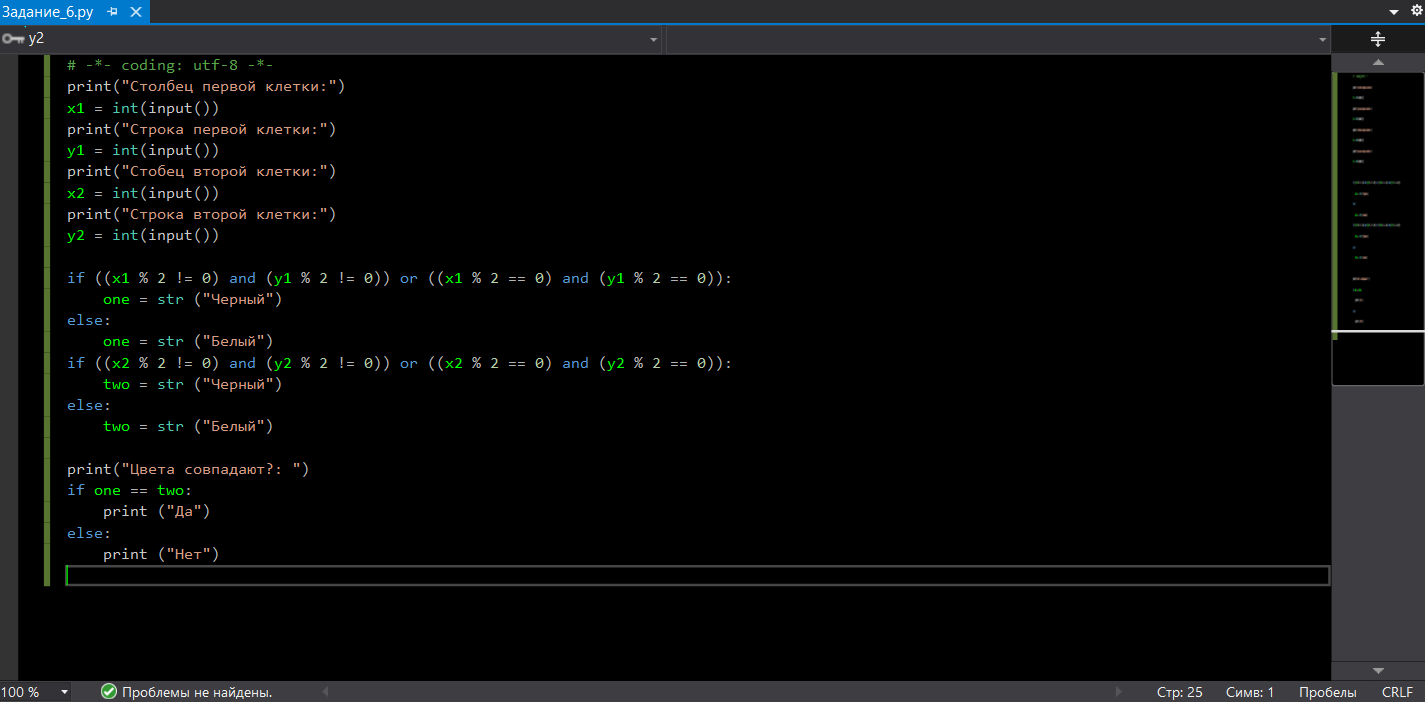 Задание_6.py
y2
# -*- coding: utf-8 -*-
print("Столбец первой клетки:")
x1 = int(input())
print("Строка первой клетки:")
y1 = int(input())
print("Стобец второй клетки:")
x2 = int(input())
print("Строка второй клетки:")
y2 = int(input())
if ((x1 % 2 != 0) and (y1 % 2 != 0)) or ((x1 % 2 == 0) and (y1 % 2 == 0)):
    one = str ("Черный")
else:
    one = str ("Белый")
if ((x2 % 2 != 0) and (y2 % 2 != 0)) or ((x2 % 2 == 0) and (y2 % 2 == 0)):
    two = str ("Черный")
else:
    two = str ("Белый")
print("Цвета совпадают?: ")
if one == two:
    print ("Да")
else:
    print ("Нет")
100 % Проблемы не найдены. Стр: 25 Симв: 1 Пробелы CRLF